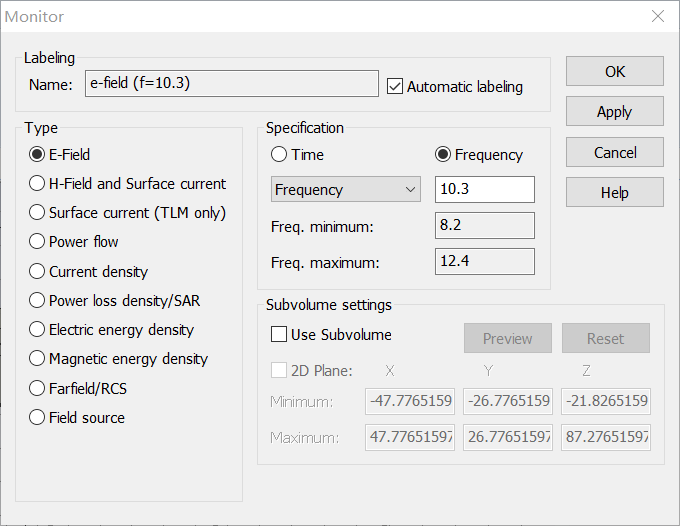 Monitor
Labeling
Name: e-field (f=10.3) Automatic labeling
OK
Apply
Cancel
Help
Type
E-Field
H-Field and Surface current
Surface current (TLM only)
Power flow
Current density
Power loss density/SAR
Electric energy density
Magnetic energy density
Farfield/RCS
Field source
Specification
Time Frequency
Frequency 10.3
Freq. minimum: 8.2
Freq. maximum: 12.4
Subvolume settings
Use Subvolume Preview Reset
2D Plane: X Y Z
Minimum: -47.7765159 -26.7765159 -21.8265159
Maximum: 47.77651597 26.77651597 87.27651597